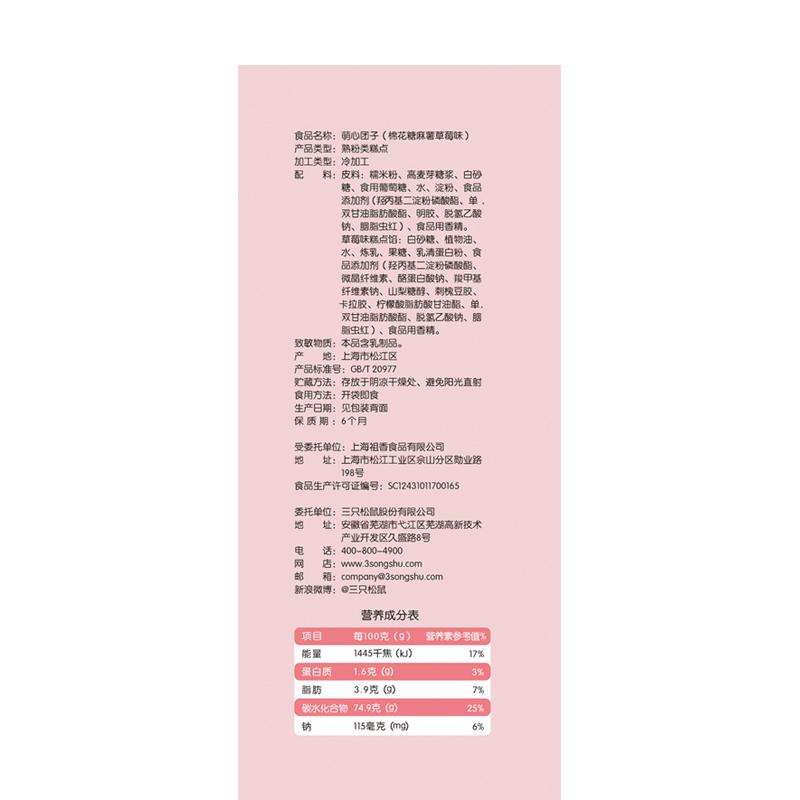 食品名称：萌心团子（棉花糖麻薯草莓味）
产品类型：熟粉类糕点
加工类型：冷加工
配 料：皮料：糯米粉、高麦芽糖浆、白砂
糖、食用葡萄糖、水、淀粉、食品
添加剂（羟丙基二淀粉磷酸酯、单，
双甘油脂肪酸酯、明胶、脱氢乙酸
钠、胭脂虫红）、食品用香精。
草莓味糕点馅：白砂糖、植物油、
水、炼乳、果糖、乳清蛋白粉、食
品添加剂（羟丙基二淀粉磷酸酯、
微晶纤维素、酪蛋白酸钠、羧甲基
纤维素钠、山梨糖醇、刺槐豆胶、
卡拉胶、柠檬酸脂肪酸甘油酯、单，
双甘油脂肪酸酯、脱氢乙酸钠、胭
脂虫红）、食品用香精。
致敏物质：本品含乳制品。
产 地：上海市松江区
产品标准号：GB/T 20977
贮藏方法：存放于阴凉干燥处、避免阳光直射
食用方法：开袋即食
生产日期：见包装背面
保 质 期：6个月
受委托单位：上海祖香食品有限公司
地 址：上海市松江工业区佘山分区勋业路
198号
食品生产许可证编号：SC12431011700165
委托单位：三只松鼠股份有限公司
地 址：安徽省芜湖市弋江区芜湖高新技术
产业开发区久盛路8号
电 话：400-800-4900
网 店：www.3songshu.com
邮 箱：company@3songshu.com
新浪微博：@三只松鼠
营养成分表
项目 每100克（g） 营养素参考值%
能量 1445千焦（kJ） 17%
蛋白质 1.6克（g） 3%
脂肪 3.9克（g） 7%
碳水化合物 74.9克（g） 25%
钠 115毫克（mg） 6%